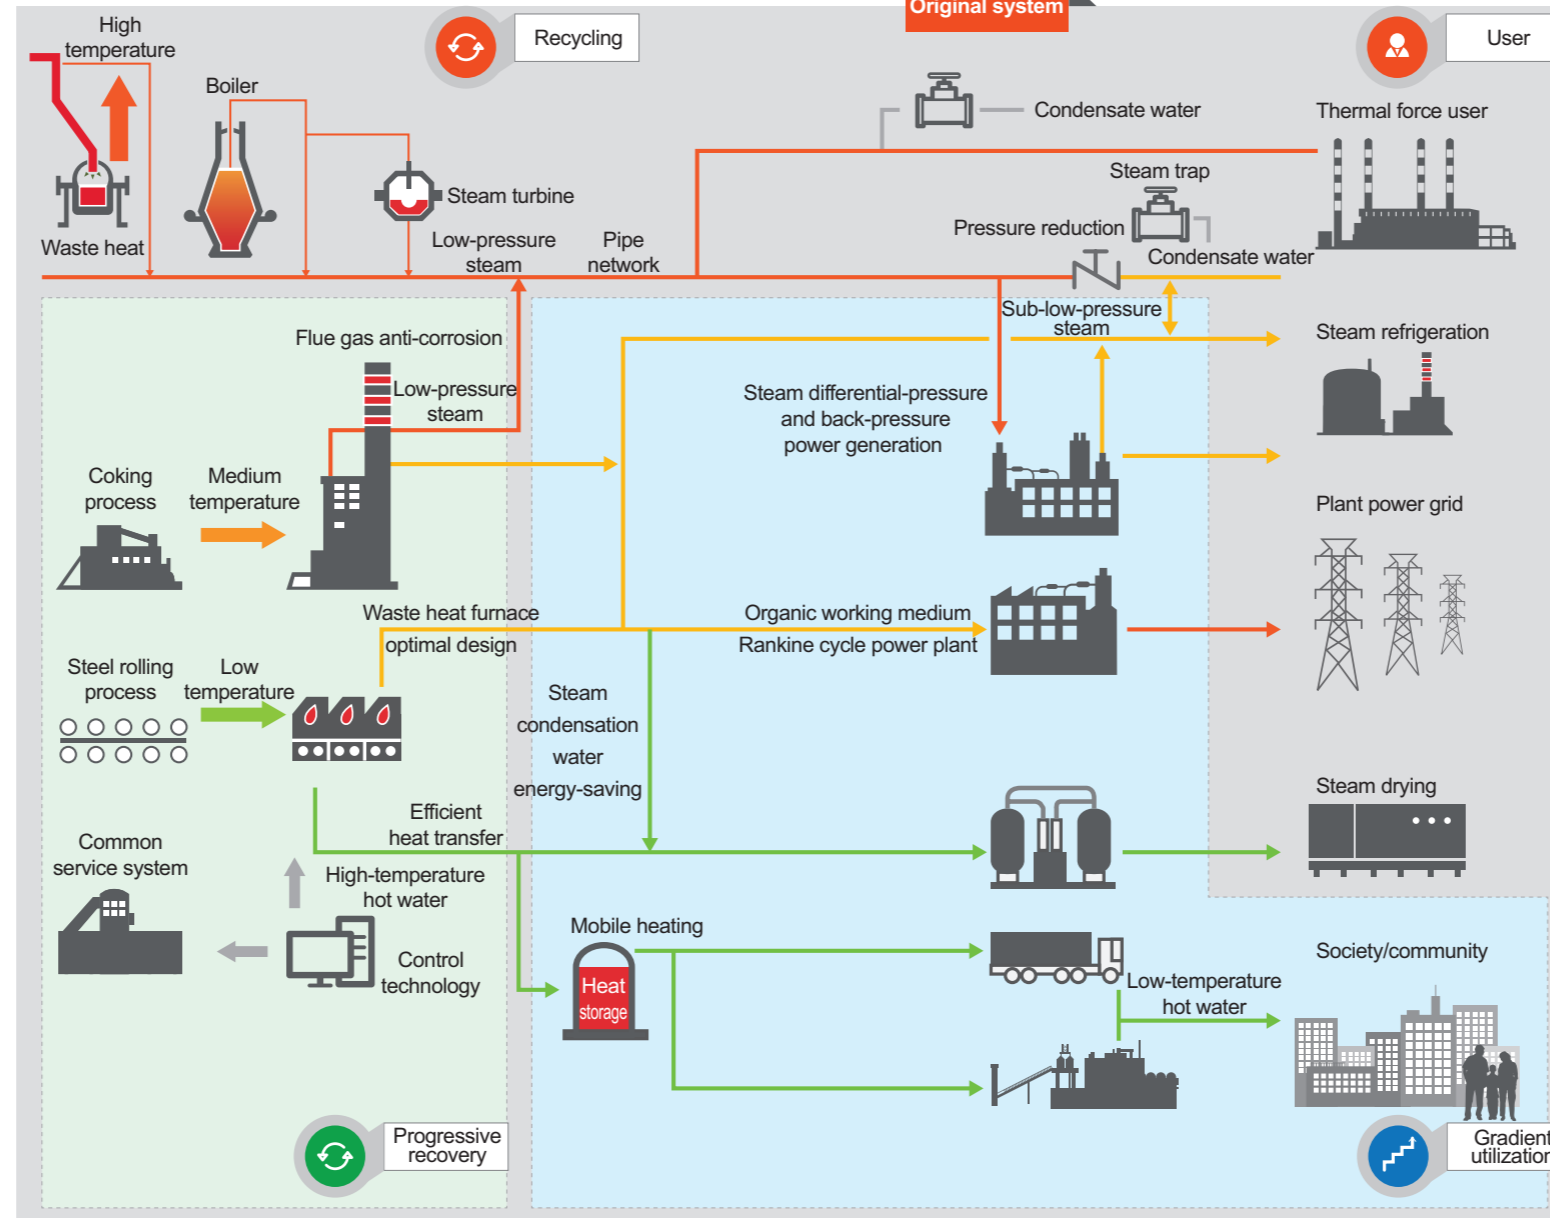 Original system
High
temperature
Recycling
User
Boiler
Condensate water
Thermal force user
Steam trap
Steam turbine
Waste heat
Low-pressure
steam
Pipe
network
Pressure reduction
Condensate water
Sub-low-pressure
steam
Flue gas anti-corrosion
Steam refrigeration
Low-pressure
steam
Steam differential-pressure
and back-pressure
power generation
Coking
process
Medium
temperature
Plant power grid
Waste heat furnace
optimal design
Organic working medium
Rankine cycle power plant
Steel rolling
process
Low
temperature
Steam
condensation
water
energy-saving
Efficient
heat transfer
Steam drying
Common
service system
High-temperature
hot water
Mobile heating
Control
technology
Heat
storage
Society/community
Low-temperature
hot water
Progressive
recovery
Gradient
utilization